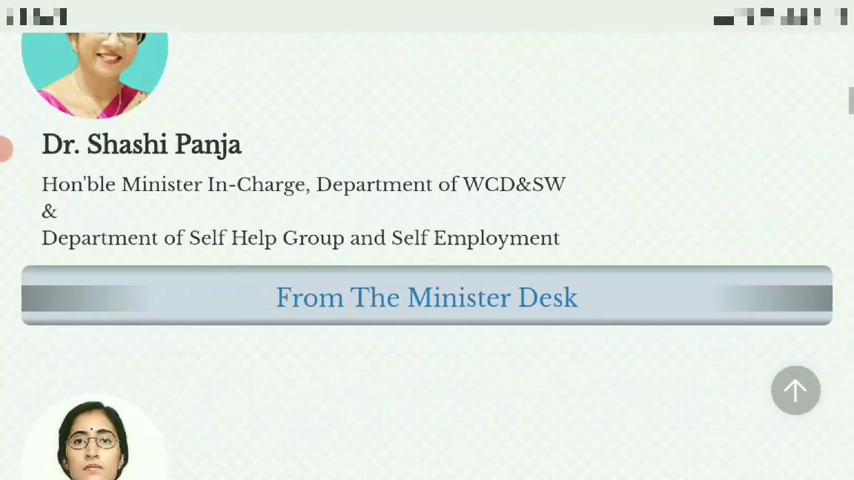 Dr. Shashi Panja
Hon'ble Minister In-Charge, Department of WCD&SW
&
Department of Self Help Group and Self Employment
From The Minister Desk